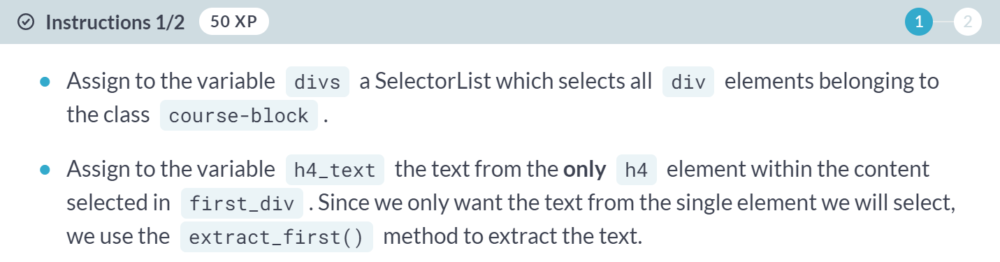 Instructions 1/2 50 XP 1 2
Assign to the variable divs a SelectorList which selects all div elements belonging to
the class course-block .
Assign to the variable h4_text the text from the only h4 element within the content
selected in first_div . Since we only want the text from the single element we will select,
we use the extract_first() method to extract the text.